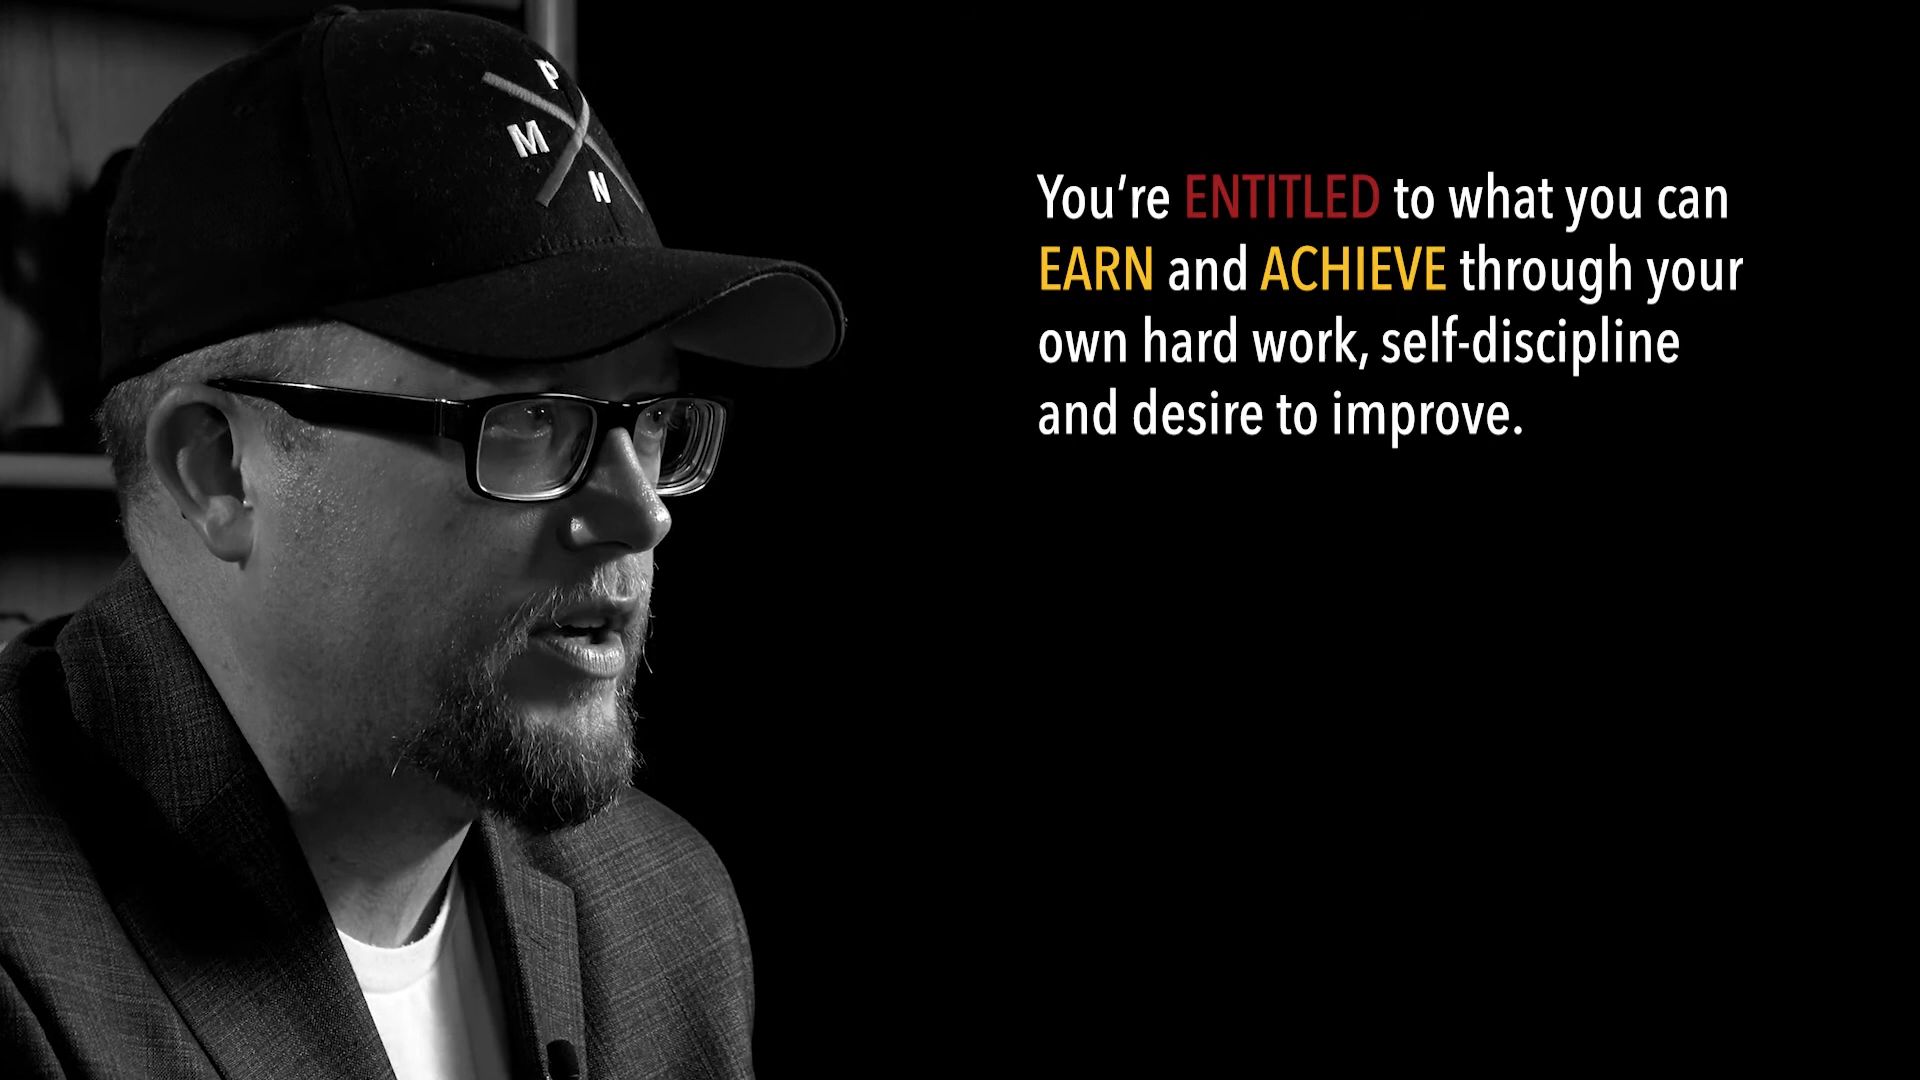 P
M
N
You're ENTITLED to what you can
EARN and ACHIEVE through your
own hard work, self-discipline
and desire to improve.